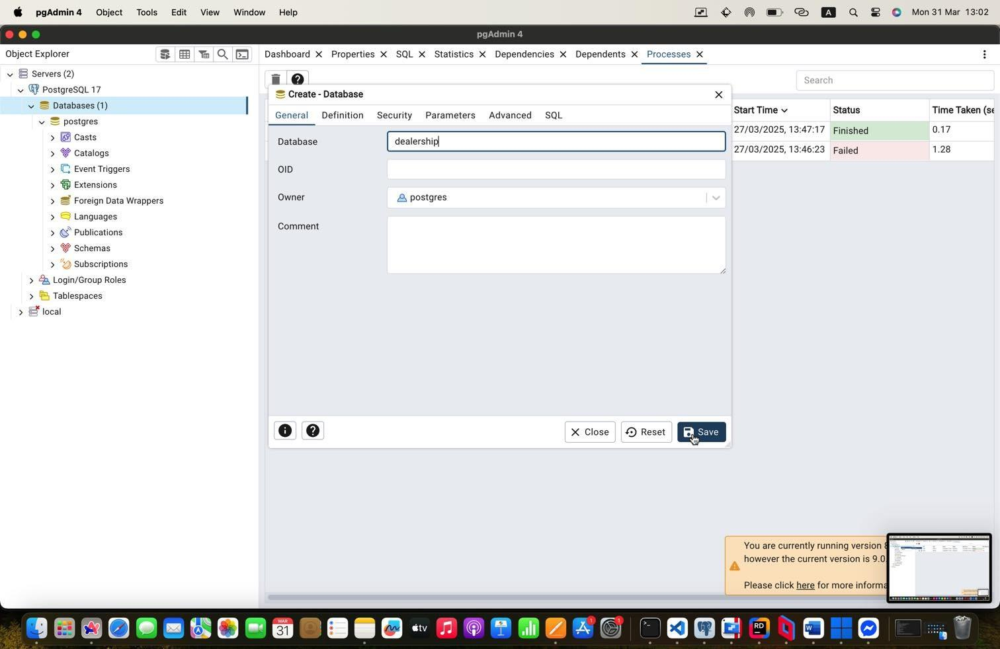 pgAdmin 4 Object Tools Edit View Window Help A Mon 31 Mar 13:02
pgAdmin 4
Object Explorer
Dashboard Properties SQL Statistics Dependencies Dependents Processes
Servers (2)
PostgreSQL 17
Databases (1)
postgres
Casts
Catalogs
Event Triggers
Extensions
Foreign Data Wrappers
Languages
Publications
Schemas
Subscriptions
Login/Group Roles
Tablespaces
local
Search
Start Time Status Time Taken (se
27/03/2025, 13:47:17 Finished 0.17
27/03/2025, 13:46:23 Failed 1.28
Create - Database
General Definition Security Parameters Advanced SQL
Database dealership
OID
Owner postgres
Comment
Close Reset Save
You are currently running version 8
however the current version is 9.0.
Please click here for more informa
MAR
31
tv
1
1
RD
W